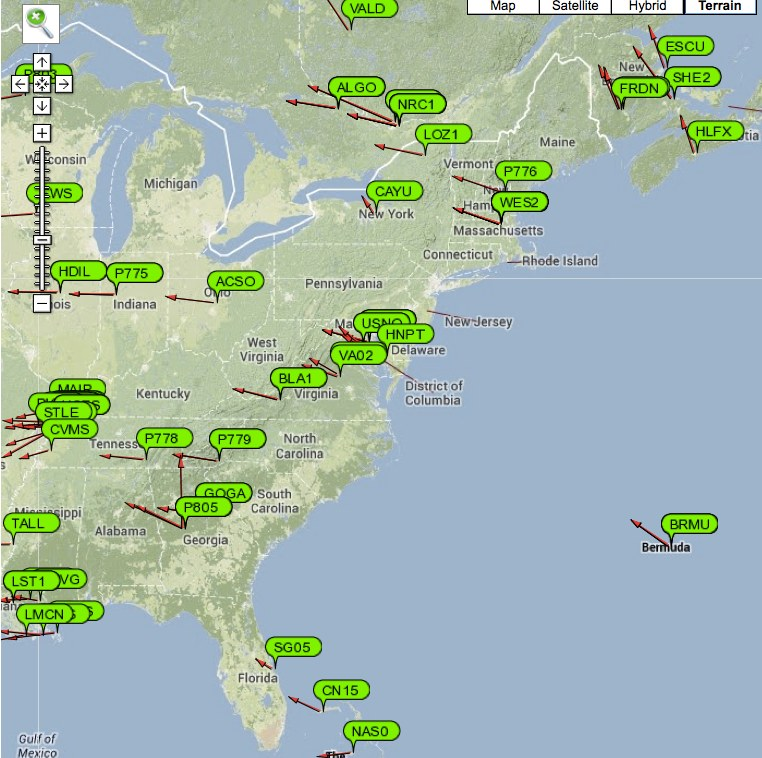 VALD
Map Satellite Hybrid Terrain
ESCU
New
SHE2
FRDN
ALGO
NRC1
HLFX
LOZ1
Maine
Wisconsin
Vermont
P776
Michigan
CAYU
New York
WES2
Massachusetts
Connecticut
Rhode Island
HDIL
P775
ACSO
Pennsylvania
Indiana
Ohio
USNO
New Jersey
HNPT
West
Virginia
VA02
Delaware
BLA1
Virginia
District of
Columbia
Kentucky
MAIR
STLE
CVMS
P778
P779
North
Carolina
GOGA
South
Carolina
P805
Mississippi
TALL
Alabama
Georgia
BRMU
Bermuda
LST1
LMCN
SG05
Florida
CN15
NAS0
Gulf of
Mexico
The